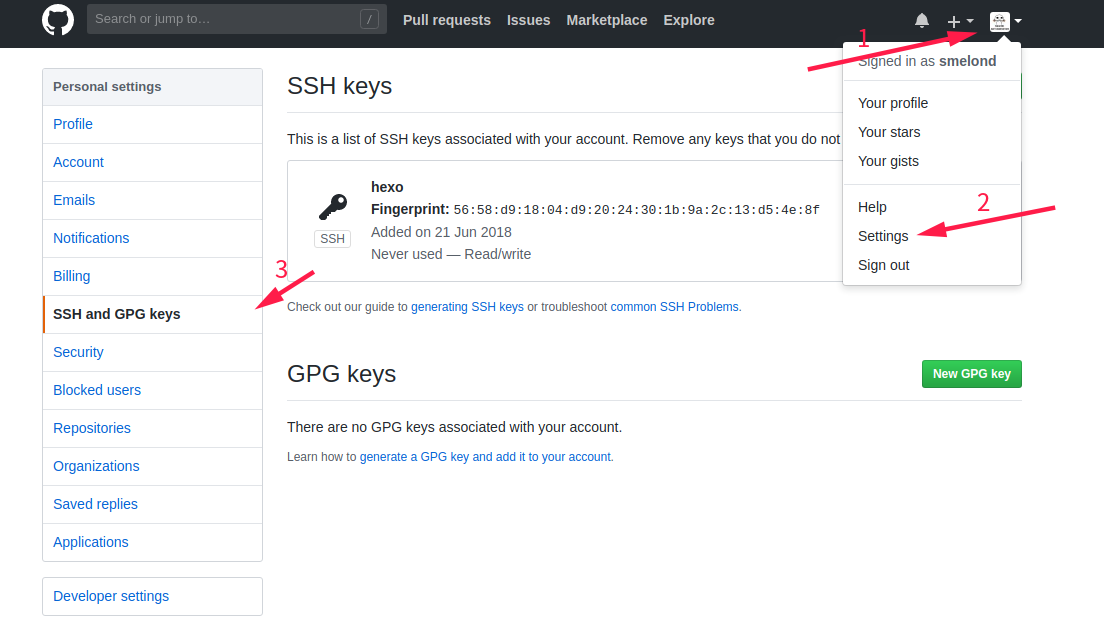 Search or jump to…
/
Pull requests
Issues
Marketplace
Explore
1
Signed in as smelond
Your profile
Your stars
Your gists
Help
2
Settings
Sign out
Personal settings
Profile
Account
Emails
Notifications
Billing
3
SSH and GPG keys
Security
Blocked users
Repositories
Organizations
Saved replies
Applications
Developer settings
SSH keys
This is a list of SSH keys associated with your account. Remove any keys that you do not
hexo
Fingerprint: 56:58:d9:18:04:d9:20:24:30:1b:9a:2c:13:d5:4e:8f
SSH
Added on 21 Jun 2018
Never used — Read/write
Check out our guide to generating SSH keys or troubleshoot common SSH Problems.
GPG keys
New GPG key
There are no GPG keys associated with your account.
Learn how to generate a GPG key and add it to your account.